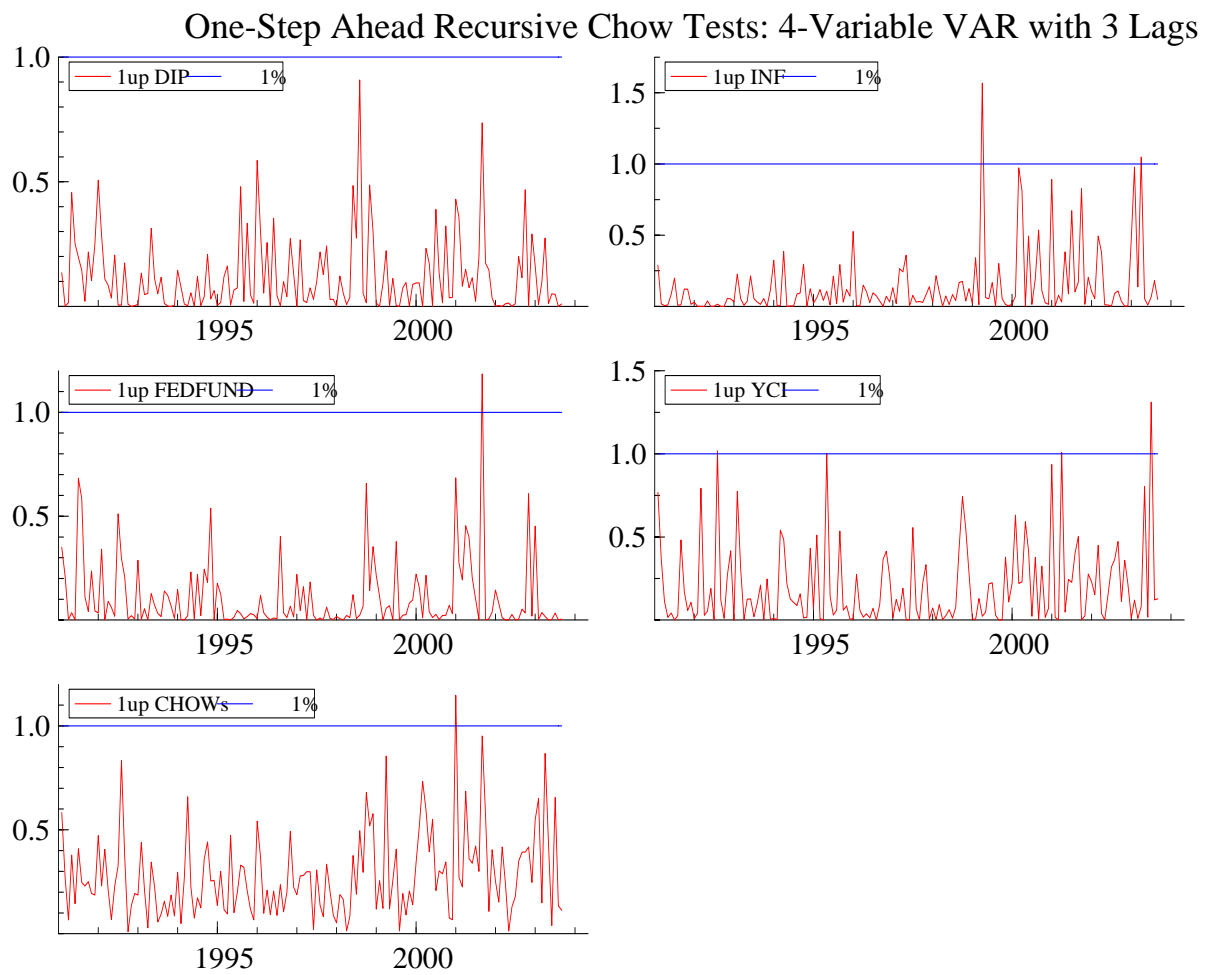 One-Step Ahead Recursive Chow Tests: 4-Variable VAR with 3 Lags
1.0
1up DIP 1%
0.5
1995 2000
1up INF 1%
1.5
1.0
0.5
1995 2000
1up FEDFUND 1%
1.0
0.5
1995 2000
1.5
1up YCI 1%
1.0
0.5
1995 2000
1up CHOWs 1%
1.0
0.5
1995 2000